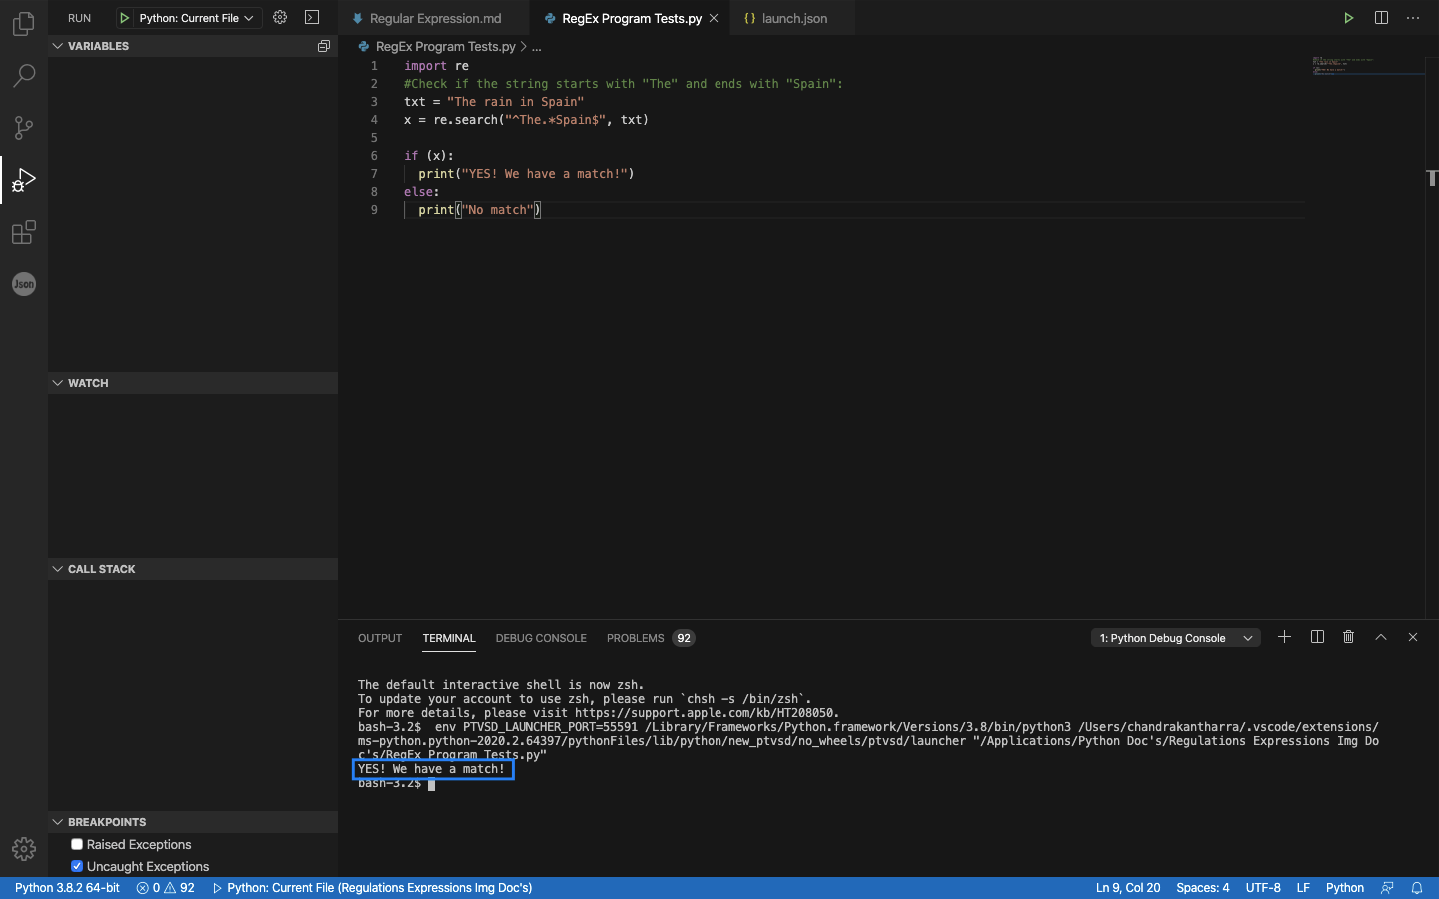 RUN Python: Current File
VARIABLES
WATCH
CALL STACK
BREAKPOINTS
Raised Exceptions
Uncaught Exceptions
Json
Regular Expression.md RegEx Program Tests.py {} launch.json
RegEx Program Tests.py > ...
1 import re
2 #Check if the string starts with "The" and ends with "Spain":
3 txt = "The rain in Spain"
4 x = re.search("^The.*Spain$", txt)
5
6 if (x):
7 print("YES! We have a match!")
8 else:
9 print("No match")
OUTPUT TERMINAL DEBUG CONSOLE PROBLEMS 92 1: Python Debug Console
The default interactive shell is now zsh.
To update your account to use zsh, please run `chsh -s /bin/zsh`.
For more details, please visit https://support.apple.com/kb/HT208050.
bash-3.2$  env PTVSD_LAUNCHER_PORT=55591 /Library/Frameworks/Python.framework/Versions/3.8/bin/python3 /Users/chandrakantharra/.vscode/extensions/
ms-python.python-2020.2.64397/pythonFiles/lib/python/new_ptvsd/no_wheels/ptvsd/launcher "/Applications/Python Doc's/Regulations Expressions Img Do
c's/RegEx Program Tests.py"
YES! We have a match!
bash-3.2$
Python 3.8.2 64-bit 0 92 Python: Current File (Regulations Expressions Img Doc's) Ln 9, Col 20 Spaces: 4 UTF-8 LF Python